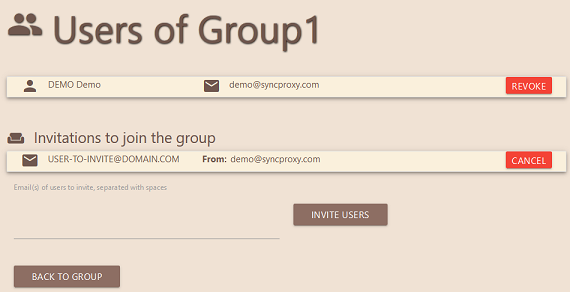 Users of Group1
DEMO Demo demo@syncproxy.com REVOKE
Invitations to join the group
USER-TO-INVITE@DOMAIN.COM From: demo@syncproxy.com CANCEL
Email(s) of users to invite, separated with spaces
INVITE USERS
BACK TO GROUP